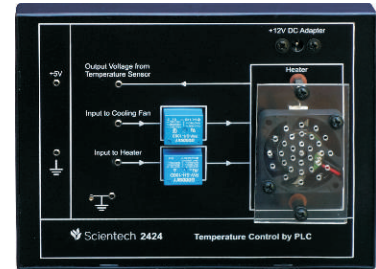 +12V DC Adapter
Output Voltage from
Temperature Sensor
Heater
+5V
Input to Cooling Fan
Input to Heater
Scientech 2424
Temperature Control by PLC